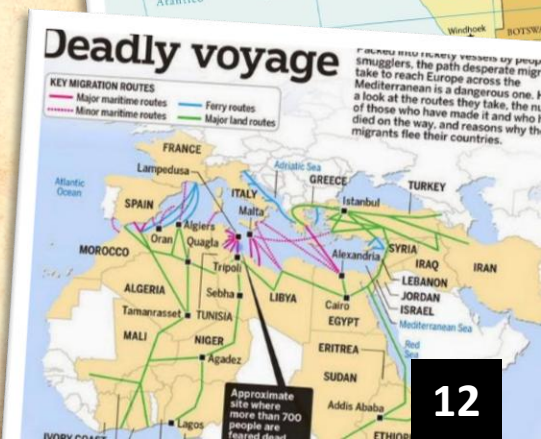 Atlantic
Windhoek
BOTSW
Deadly voyage
Packed into rickety vessels by peop
smugglers, the path desperate migr
take to reach Europe across the
Mediterranean is a dangerous one. H
a look at the routes they take, the nu
of those who have made it and who h
died on the way, and reasons why the
migrants flee their countries.
KEY MIGRATION ROUTES
Major maritime routes
Ferry routes
Minor maritime routes
Major land routes
FRANCE
Lampedusa
Adriatic Sea
Atlantic
Ocean
SPAIN
ITALY
GREECE
TURKEY
Malta
Istanbul
Algiers
Oran
Quagla
MOROCCO
Tripoli
Alexandria
SYRIA
IRAQ
IRAN
LEBANON
JORDAN
ISRAEL
ALGERIA
Sebha
LIBYA
Cairo
Mediterranean Sea
Tamanrasset
TUNISIA
EGYPT
Red
Sea
MALI
NIGER
ERITREA
Agadez
SUDAN
Approximate
site where
more than 700
people are
feared dead
Addis Ababa
12
Lagos
IVORY COAST
ETHIOP